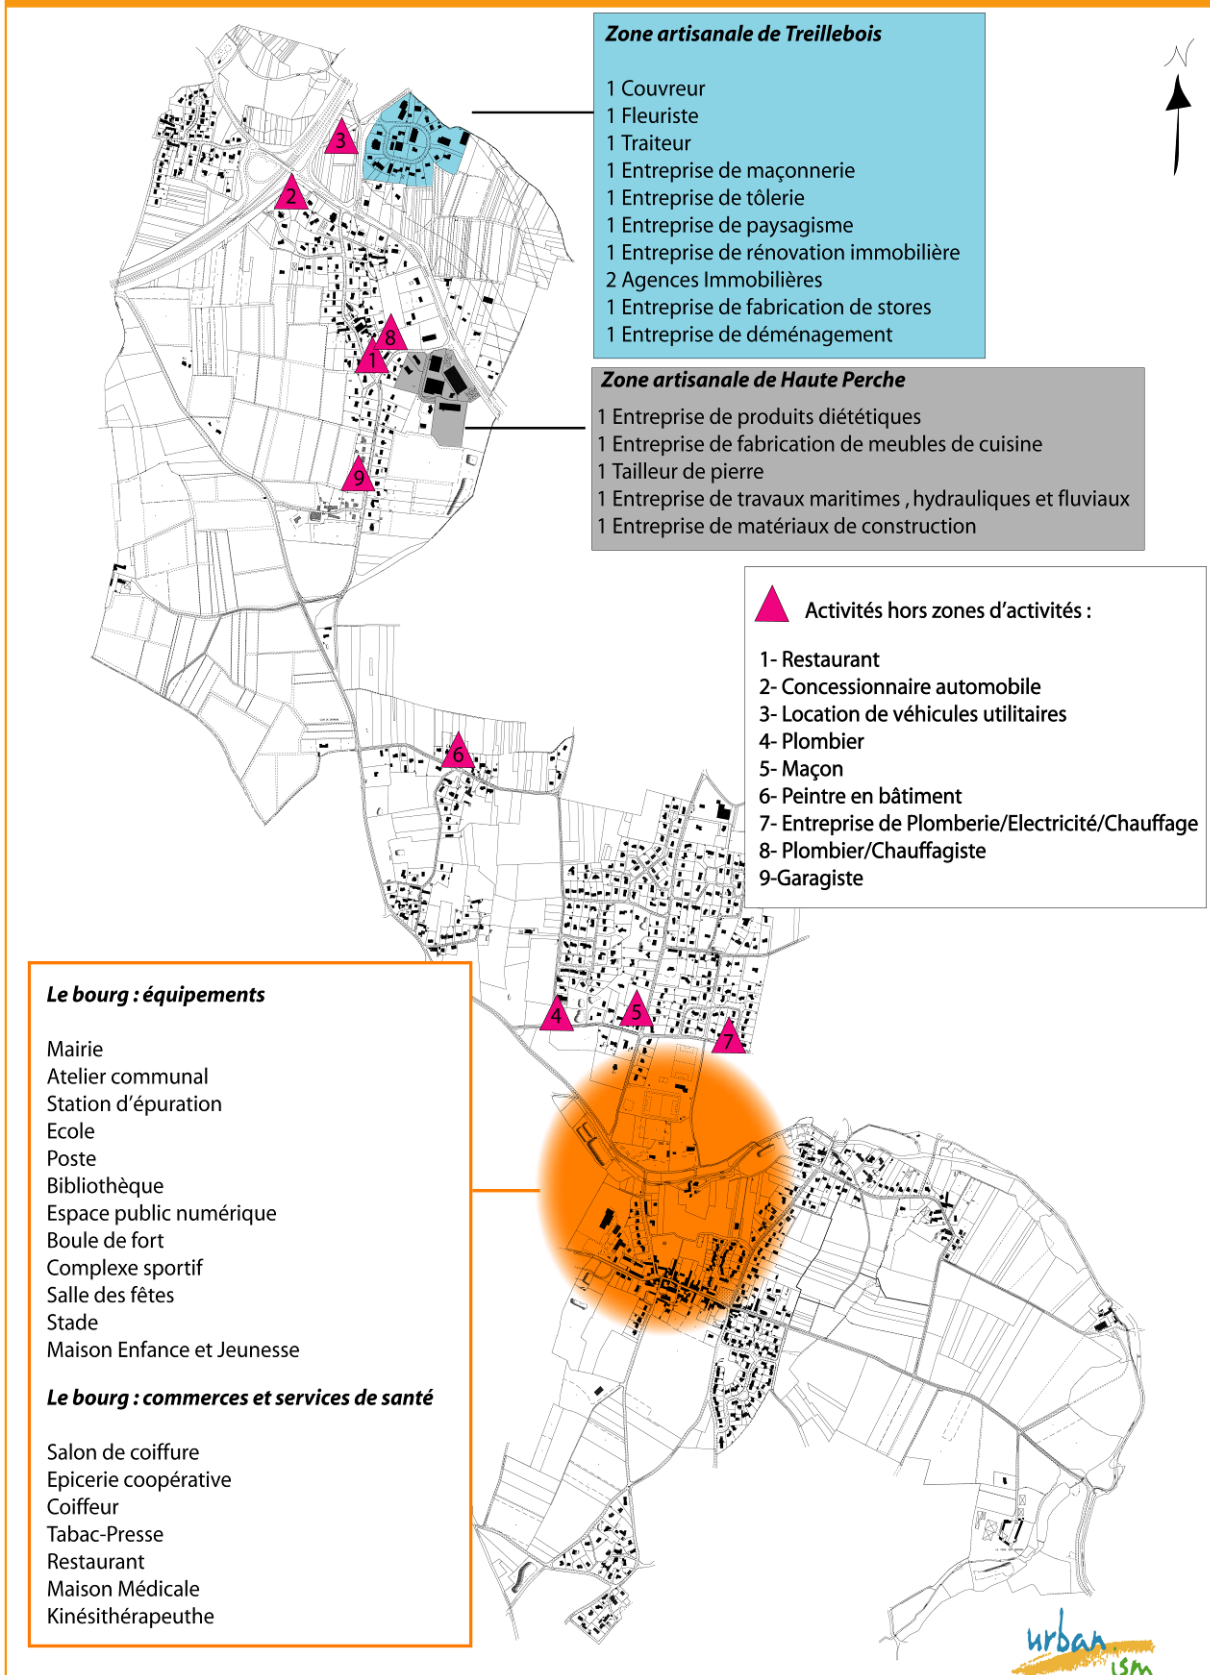 Zone artisanale de Treillebois
1 Couvreur
1 Fleuriste
1 Traiteur
1 Entreprise de maçonnerie
1 Entreprise de tôlerie
1 Entreprise de paysagisme
1 Entreprise de rénovation immobilière
2 Agences Immobilières
1 Entreprise de fabrication de stores
1 Entreprise de déménagement
N
Zone artisanale de Haute Perche
1 Entreprise de produits diététiques
1 Entreprise de fabrication de meubles de cuisine
1 Tailleur de pierre
1 Entreprise de travaux maritimes , hydrauliques et fluviaux
1 Entreprise de matériaux de construction
Activités hors zones d'activités :
1- Restaurant
2- Concessionnaire automobile
3- Location de véhicules utilitaires
4- Plombier
5- Maçon
6- Peintre en bâtiment
7- Entreprise de Plomberie/Electricité/Chauffage
8- Plombier/Chauffagiste
9-Garagiste
3
2
8
1
9
6
4
5
7
Le bourg : équipements
Mairie
Atelier communal
Station d'épuration
Ecole
Poste
Bibliothèque
Espace public numérique
Boule de fort
Complexe sportif
Salle des fêtes
Stade
Maison Enfance et Jeunesse
Le bourg : commerces et services de santé
Salon de coiffure
Epicerie coopérative
Coiffeur
Tabac-Presse
Restaurant
Maison Médicale
Kinésithérapeuthe
urban
ism